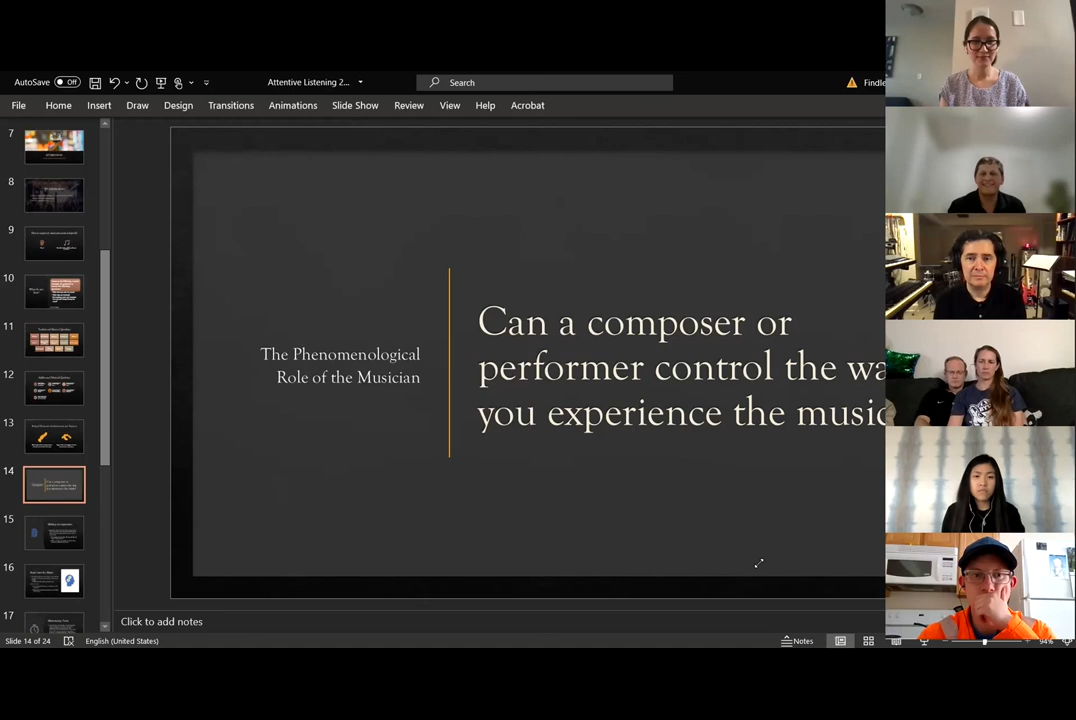 AutoSave Off
Attentive Listening 2...
Search
Findle
File Home Insert Draw Design Transitions Animations Slide Show Review View Help Acrobat
7
8
9
10
11
12
13
14
15
16
17
The Phenomenological
Role of the Musician
Can a composer or
performer control the wa
you experience the music
Click to add notes
Slide 14 of 24 English (United States) Notes 94%